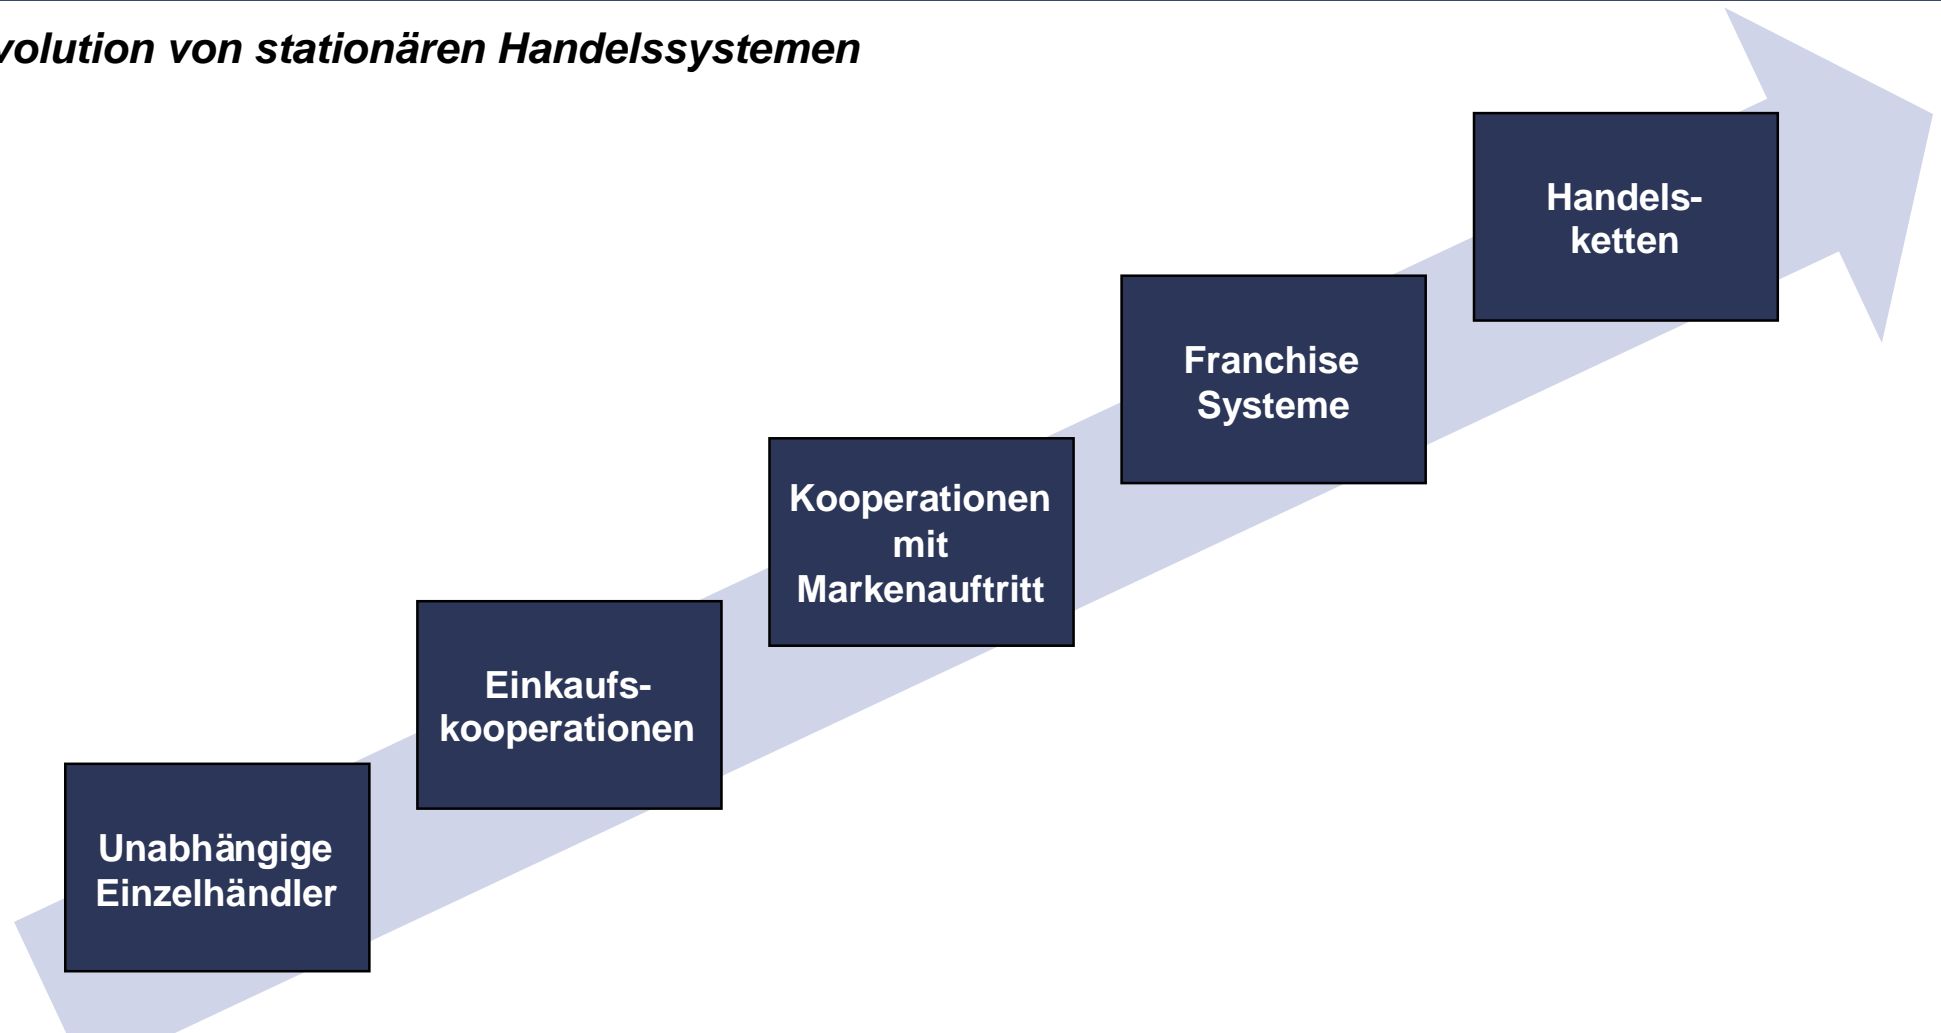 volution von stationären Handelssystemen
Handels-
ketten
Franchise
Systeme
Kooperationen
mit
Markenauftritt
Einkaufs-
kooperationen
Unabhängige
Einzelhändler